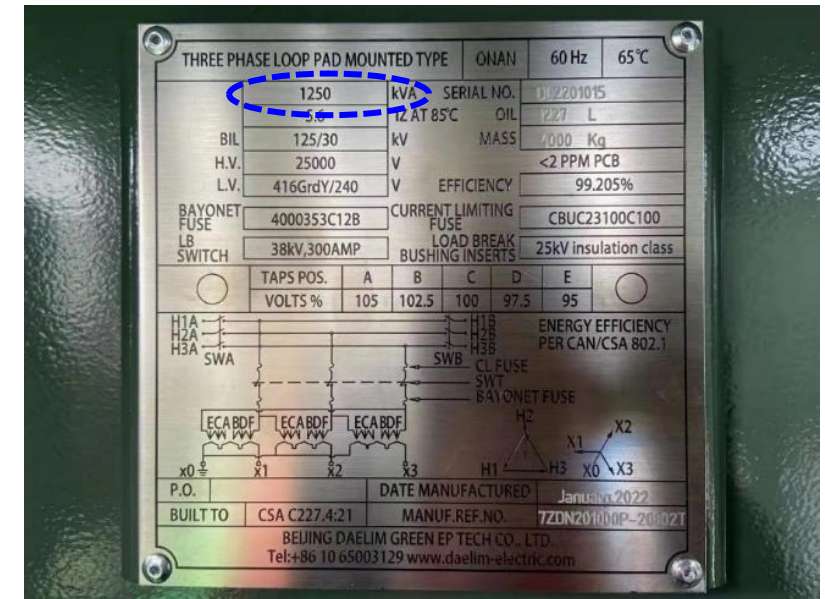 THREE PHASE LOOP PAD MOUNTED TYPE ONAN 60 Hz 65℃
1250 kVA SERIAL NO.
5.6 IZ AT 85℃ OIL 227 L
BIL 125/30 kV MASS 4000 Kg
H.V. 25000 V <2 PPM PCB
L.V. 416GrdY/240 V EFFICIENCY 99.205%
BAYONET FUSE 4000353C12B CURRENT LIMITING FUSE CBUC23100C100
LB SWITCH 38kV,300AMP LOAD BREAK BUSHING INSERTS 25kV insulation class
TAPS POS. A B C D E
VOLTS % 105 102.5 100 97.5 95
H1A H1B ENERGY EFFICIENCY
H2A H2B PER CAN/CSA 802.1
H3A H3B
SWA SWB CL FUSE
SWT
BAYONET FUSE
H2
ECABDF ECABDF ECABDF X1 X2
x0 x1 x2 x3 H1 H3 X0 X3
P.O. DATE MANUFACTURED January 2022
BUILT TO CSA C227.4:21 MANUF.REF.NO.
BEIJING DAELIM GREEN EP TECH CO., LTD.
Tel:+86 10 65003129 www.daelim-electric.com